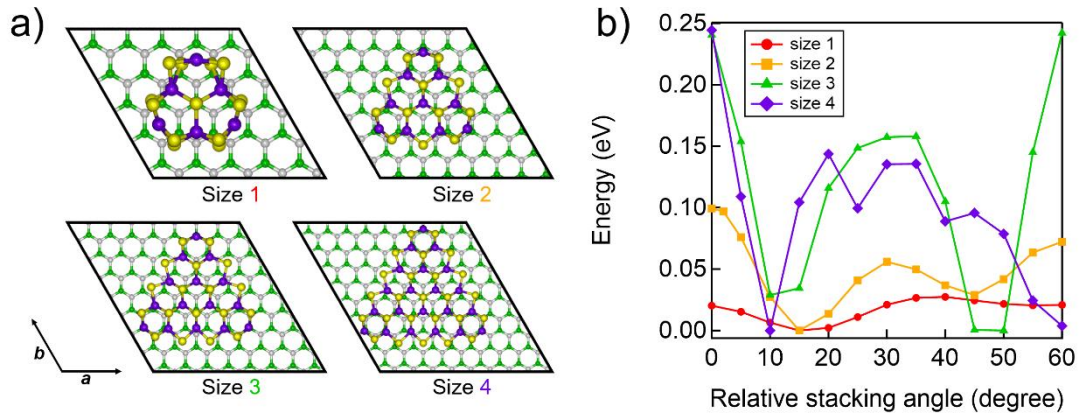 a)
Size 1
Size 2
Size 3
Size 4
b
a
b)
Energy (eV)
0.25
0.20
0.15
0.10
0.05
0.00
size 1
size 2
size 3
size 4
0 10 20 30 40 50 60
Relative stacking angle (degree)